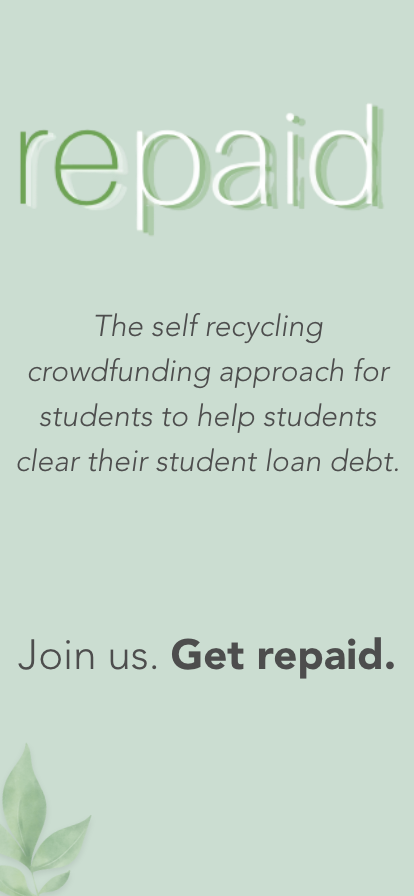 repaid
The self recycling
crowdfunding approach for
students to help students
clear their student loan debt.
Join us. Get repaid.